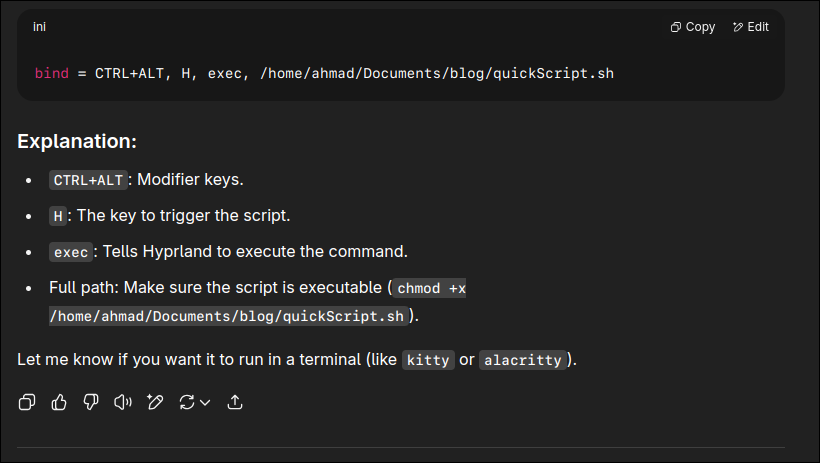 ini Copy Edit
bind = CTRL+ALT, H, exec, /home/ahmad/Documents/blog/quickScript.sh
Explanation:
• CTRL+ALT: Modifier keys.
• H: The key to trigger the script.
• exec: Tells Hyprland to execute the command.
• Full path: Make sure the script is executable (chmod +x
/home/ahmad/Documents/blog/quickScript.sh).
Let me know if you want it to run in a terminal (like kitty or alacritty).